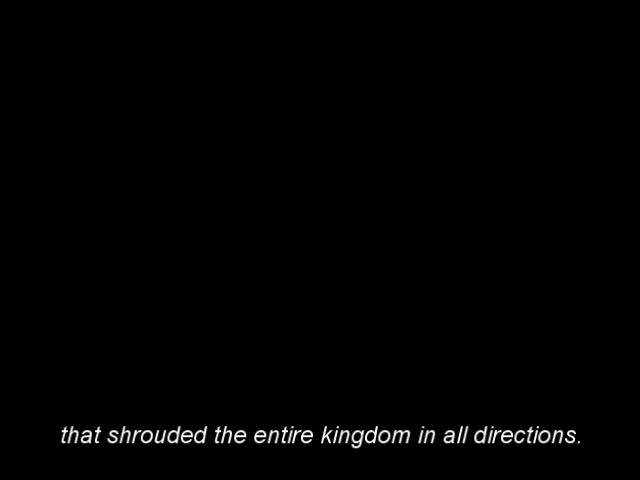 that shrouded the entire kingdom in all directions.